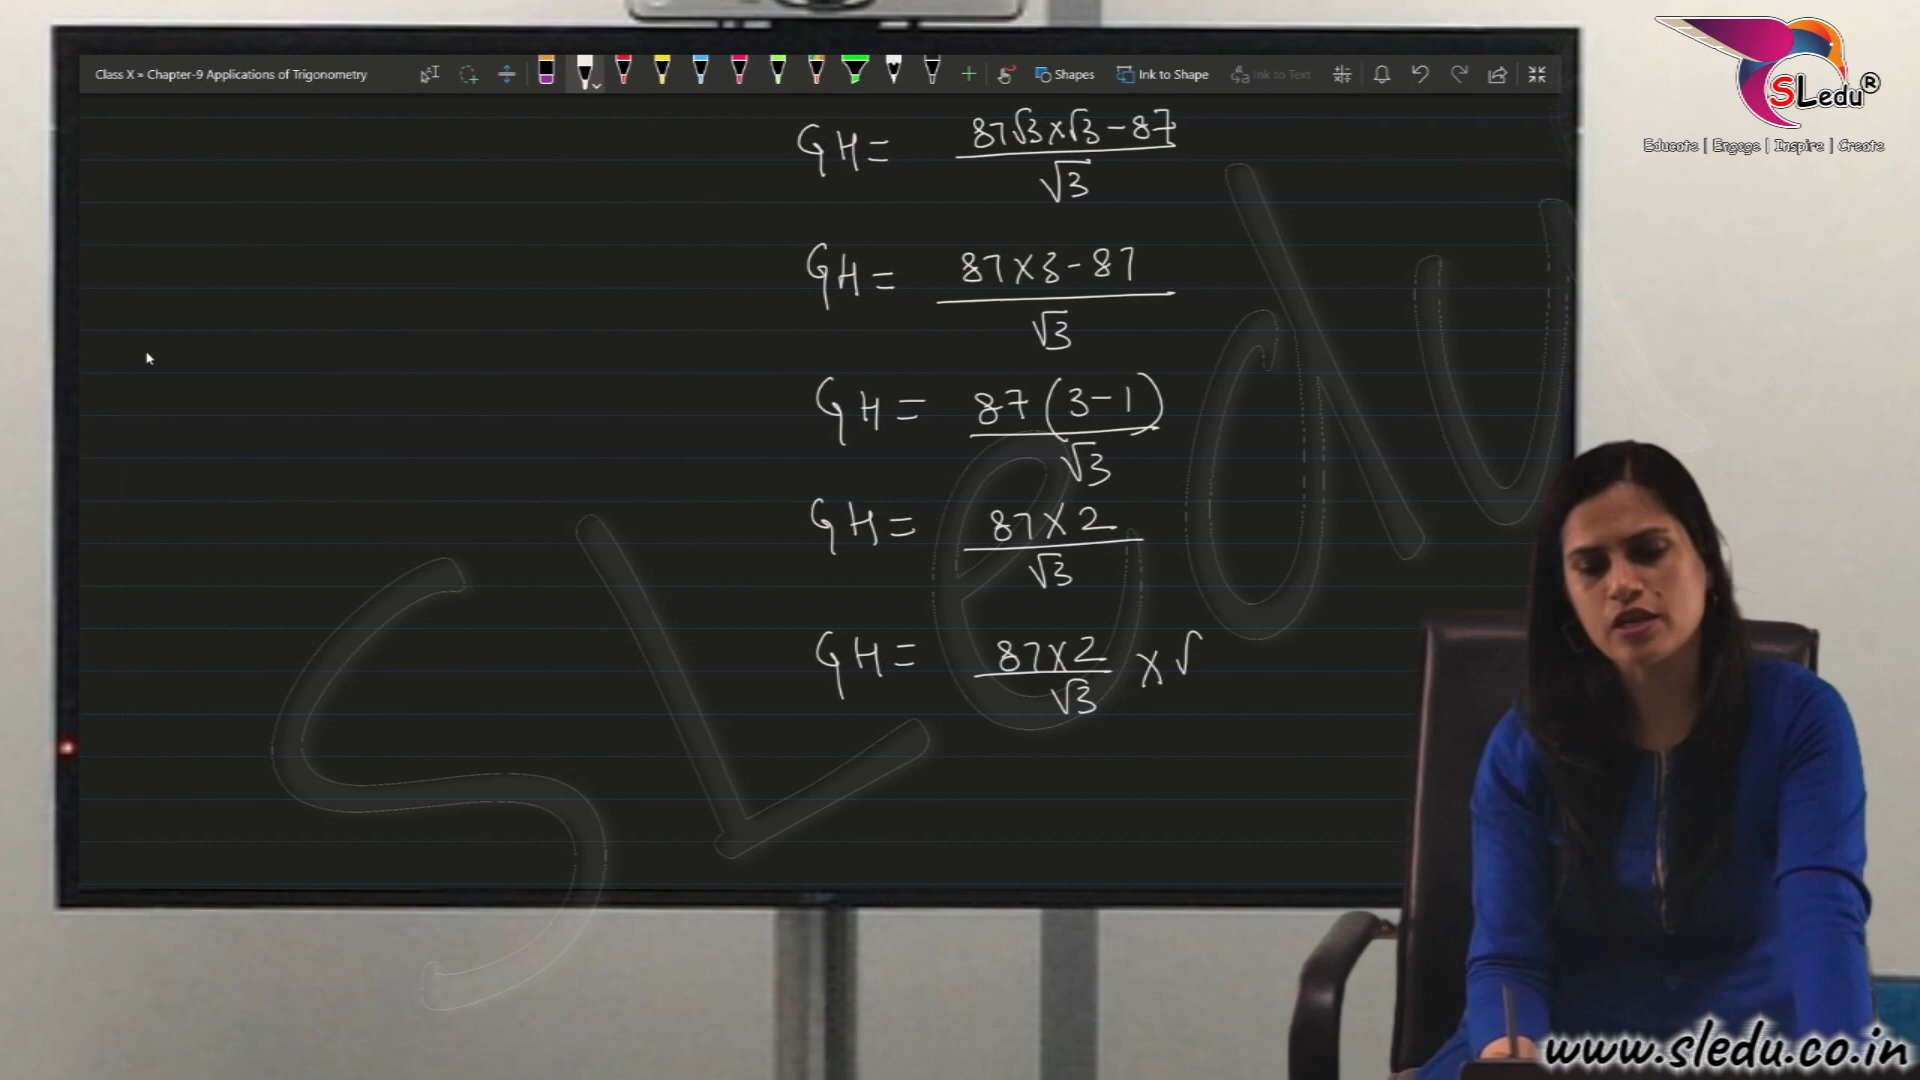 Class X » Chapter-9 Applications of Trigonometry
Shapes
Ink to Shape
Ink to Text
SLedu®
Educate | Engage | Inspire | Create
GH = 87√3×√3-87 / √3
GH = 87×3-87 / √3
GH = 87(3-1) / √3
GH = 87×2 / √3
GH = 87×2 / √3 × √
SLedu
www.sledu.co.in